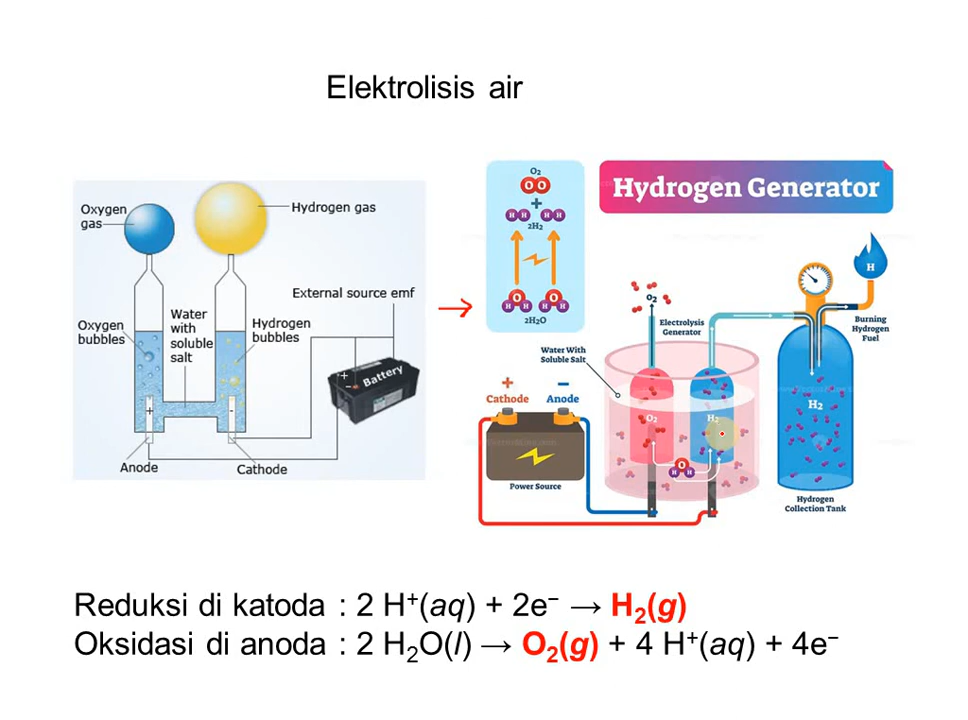 Elektrolisis air
Oxygen
gas
Hydrogen gas
External source emf
Water
with
soluble
salt
Oxygen
bubbles
Hydrogen
bubbles
+
-
Battery
+
-
Anode
Cathode
O₂
O O
+
H H H H
2H₂
O O
H H H H
2H₂O
Hydrogen Generator
H
Burning
Hydrogen
Fuel
O₂
Electrolysis
Generator
Water With
Soluble Salt
+ −
Cathode Anode
O₂
H₂
H₂
O
H H
Power Source
Hydrogen
Collection Tank
Reduksi di katoda : 2 H⁺(aq) + 2e⁻ → H₂(g)
Oksidasi di anoda : 2 H₂O(l) → O₂(g) + 4 H⁺(aq) + 4e⁻